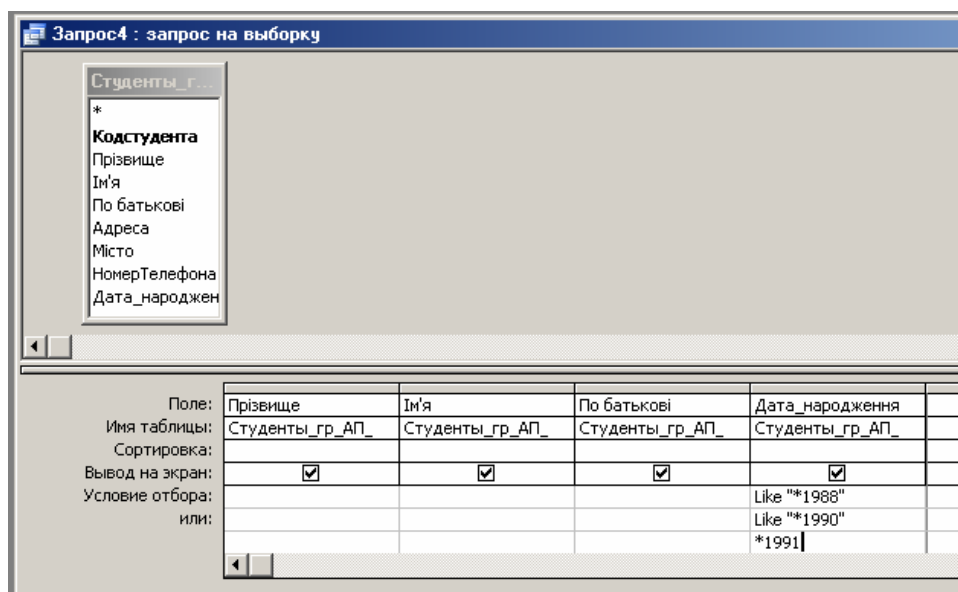 Запрос4 : запрос на выборку
Студенты_г...
*
Кодстудента
Прізвище
Ім'я
По батькові
Адреса
Місто
НомерТелефона
Дата_народжен
Поле: Прізвище Ім'я По батькові Дата_народження
Имя таблицы: Студенты_гр_АП_ Студенты_гр_АП_ Студенты_гр_АП_ Студенты_гр_АП_
Сортировка:
Вывод на экран:
Условие отбора: Like "*1988"
или: Like "*1990"
*1991